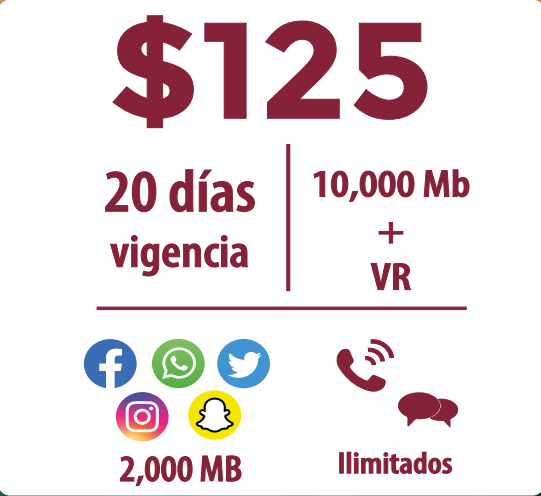 $125
20 días
vigencia
10,000 Mb
+
VR
2,000 MB
Ilimitados